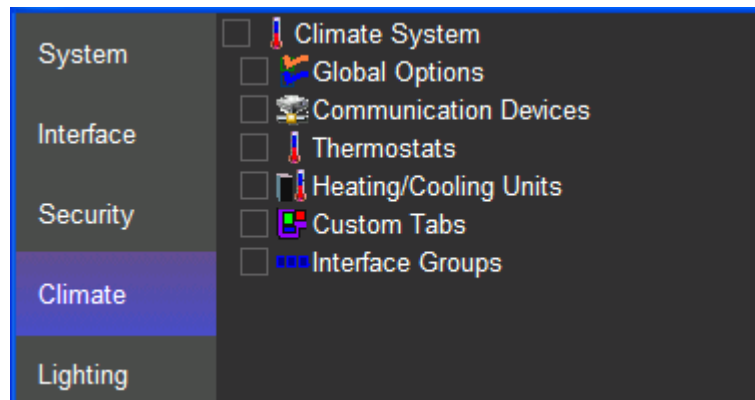 System
Interface
Security
Climate
Lighting
Climate System
Global Options
Communication Devices
Thermostats
Heating/Cooling Units
Custom Tabs
Interface Groups